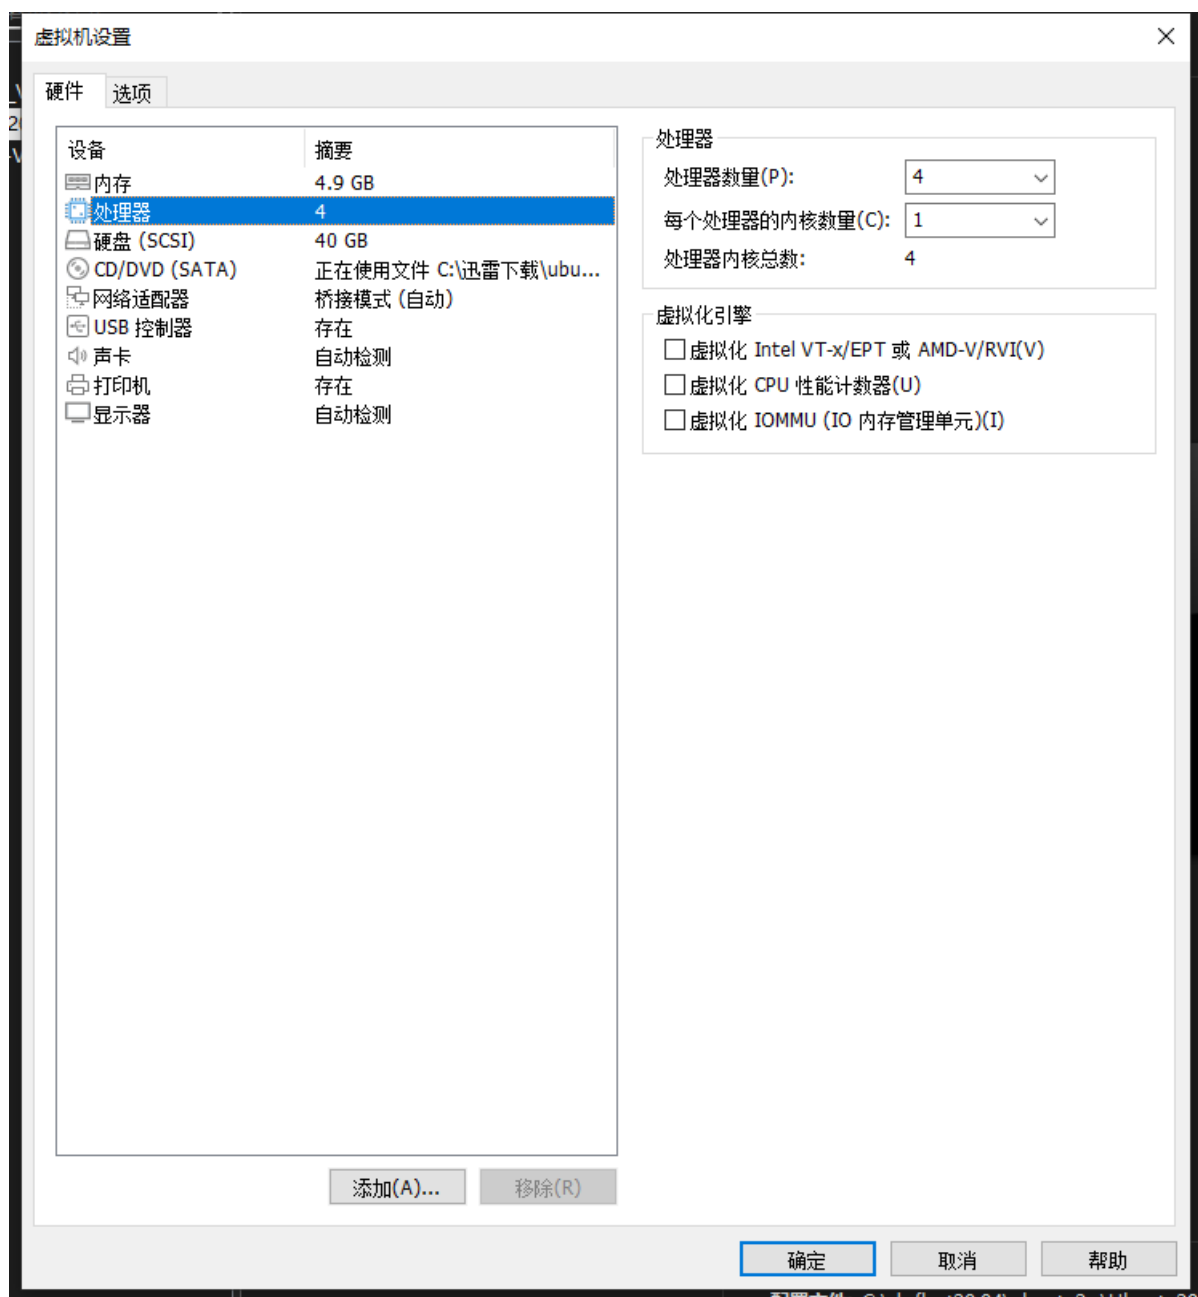 虚拟机设置
硬件 选项
设备 摘要
内存 4.9 GB
处理器 4
硬盘 (SCSI) 40 GB
CD/DVD (SATA) 正在使用文件 C:\迅雷下载\ubu...
网络适配器 桥接模式 (自动)
USB 控制器 存在
声卡 自动检测
打印机 存在
显示器 自动检测
添加(A)... 移除(R)
处理器
处理器数量(P): 4
每个处理器的内核数量(C): 1
处理器内核总数: 4
虚拟化引擎
虚拟化 Intel VT-x/EPT 或 AMD-V/RVI(V)
虚拟化 CPU 性能计数器(U)
虚拟化 IOMMU (IO 内存管理单元)(I)
确定 取消 帮助